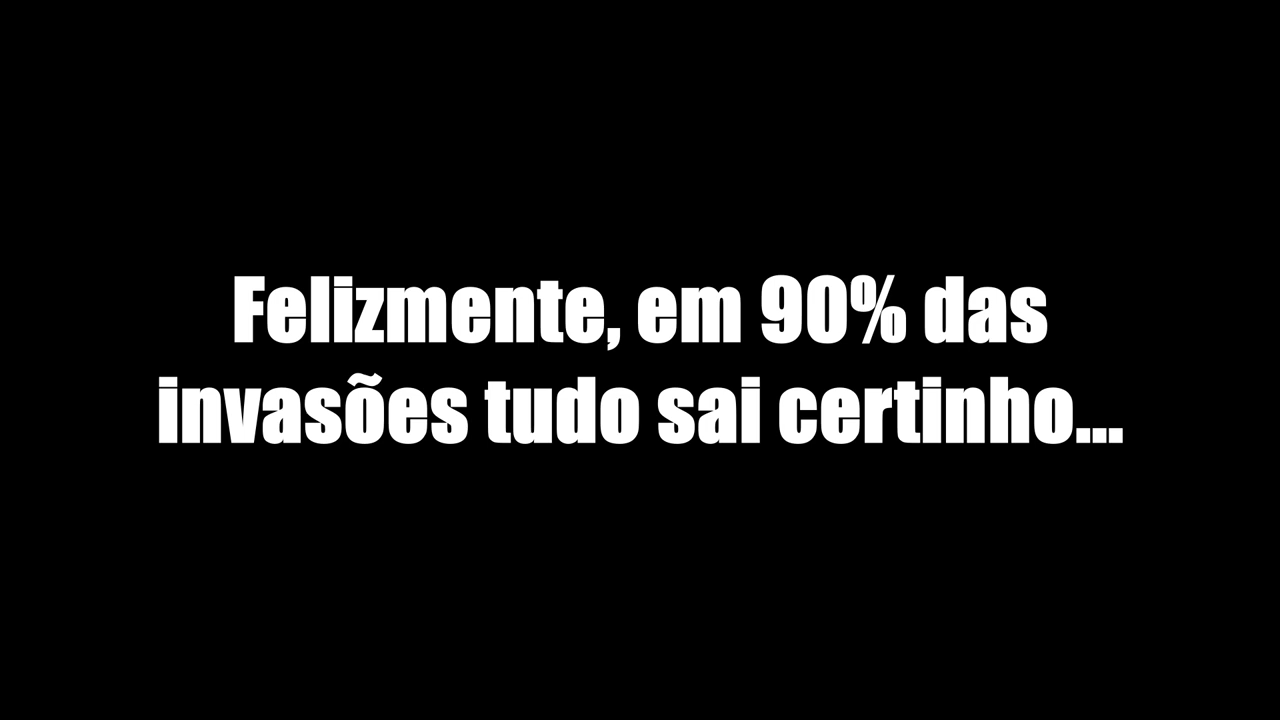 Felizmente, em 90% das
invasões tudo sai certinho...